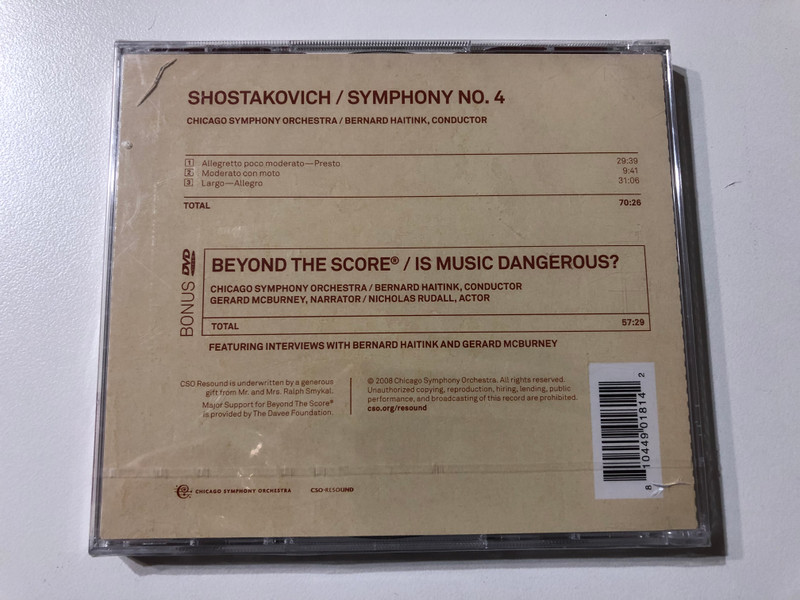 SHOSTAKOVICH / SYMPHONY NO. 4
CHICAGO SYMPHONY ORCHESTRA / BERNARD HAITINK, CONDUCTOR
1 Allegretto poco moderato—Presto 29:39
2 Moderato con moto 9:41
3 Largo—Allegro 31:06
TOTAL 70:26
BONUS DVD
BEYOND THE SCORE® / IS MUSIC DANGEROUS?
CHICAGO SYMPHONY ORCHESTRA / BERNARD HAITINK, CONDUCTOR
GERARD MCBURNEY, NARRATOR / NICHOLAS RUDALL, ACTOR
TOTAL 57:29
FEATURING INTERVIEWS WITH BERNARD HAITINK AND GERARD MCBURNEY
CSO Resound is underwritten by a generous
gift from Mr. and Mrs. Ralph Smykal.
Major Support for Beyond The Score®
is provided by The Davee Foundation.
© 2008 Chicago Symphony Orchestra. All rights reserved.
Unauthorized copying, reproduction, hiring, lending, public
performance, and broadcasting of this record are prohibited.
cso.org/resound
8 10449 01814 2
CHICAGO SYMPHONY ORCHESTRA
CSO·RESOUND